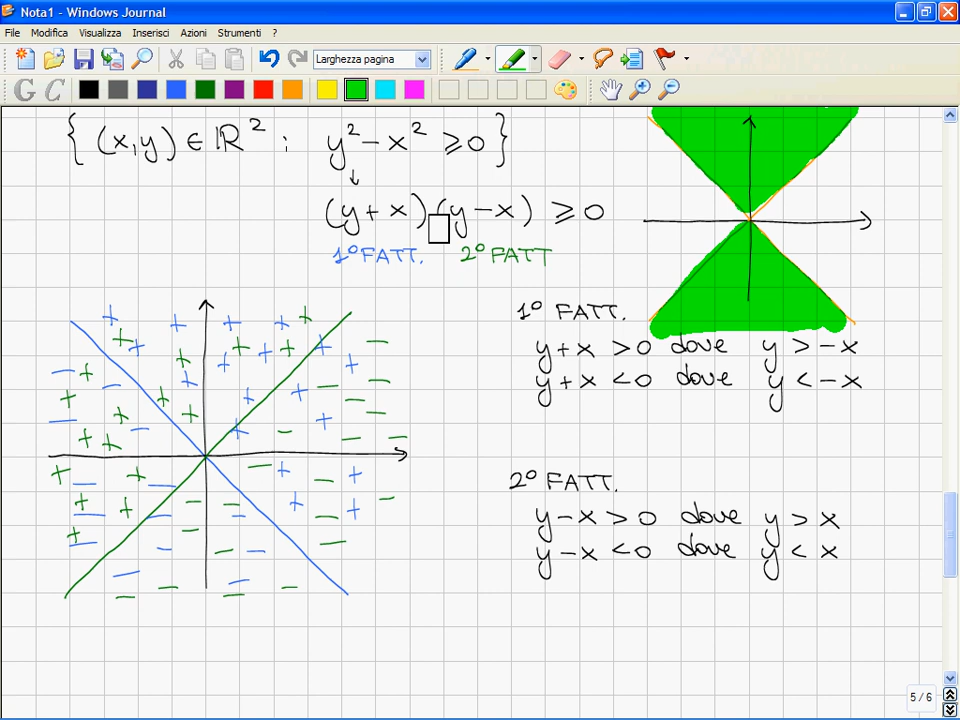 Nota1 - Windows Journal
File Modifica Visualizza Inserisci Azioni Strumenti ?
Larghezza pagina
G C
{ (x,y) ∈ ℝ² : y² - x² ⩾ 0 }
↓
(y + x) (y - x) ⩾ 0
1° FATT. 2° FATT
1° FATT.
y + x > 0 dove y > - x
y + x < 0 dove y < - x
2° FATT.
y - x > 0 dove y > x
y - x < 0 dove y < x
5 / 6